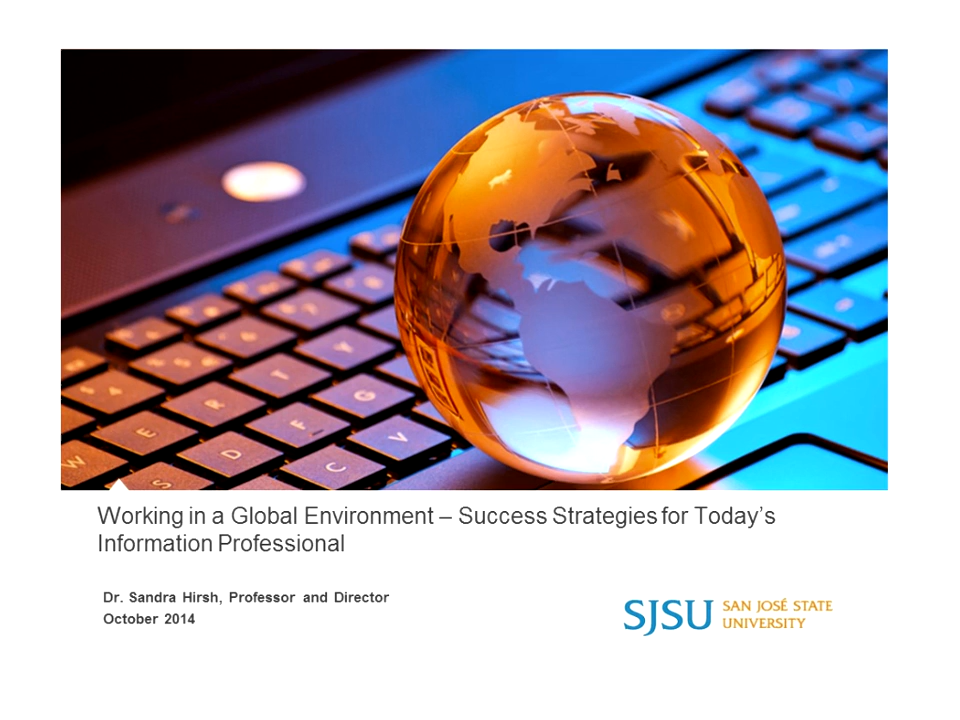 W E R T Y
S D F G
C V
Working in a Global Environment – Success Strategies for Today’s
Information Professional
Dr. Sandra Hirsh, Professor and Director
October 2014
SJSU SAN JOSÉ STATE
UNIVERSITY